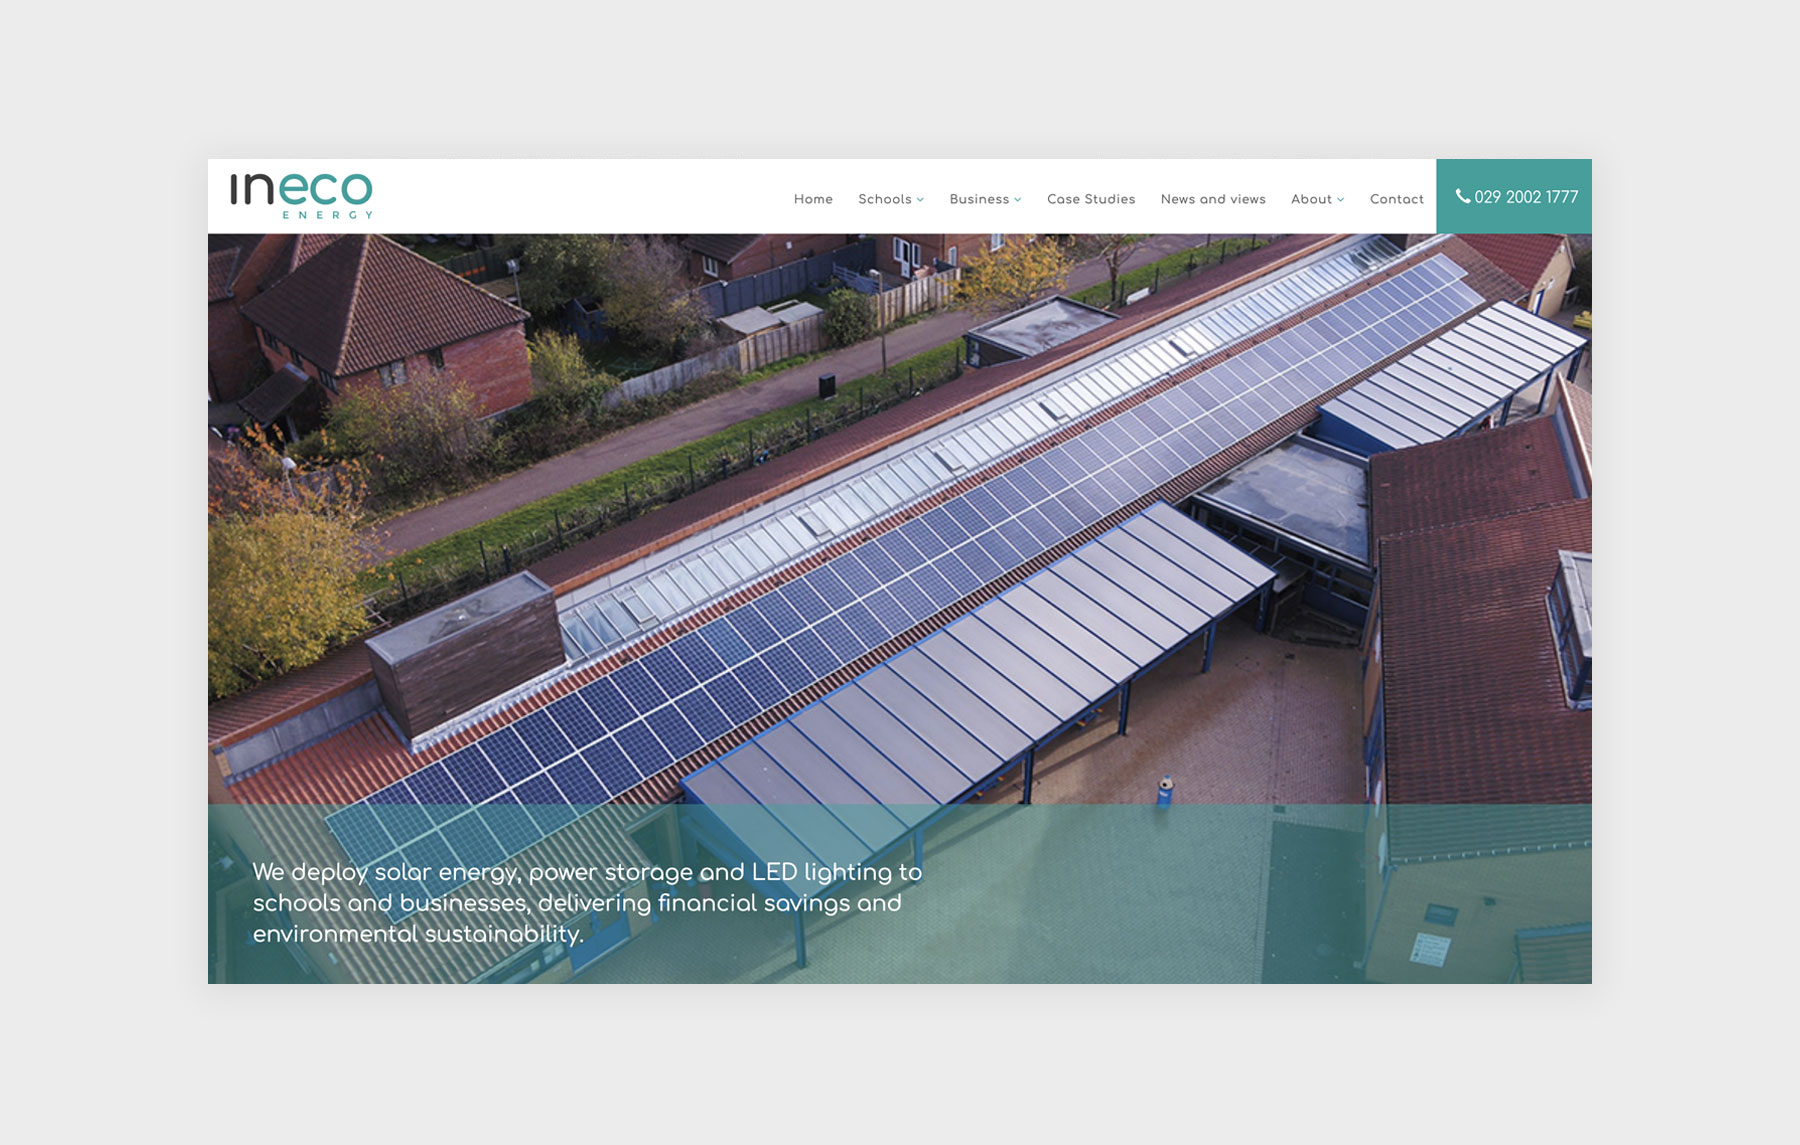 ineco
ENERGY
Home Schools Business Case Studies News and views About Contact
029 2002 1777
We deploy solar energy, power storage and LED lighting to
schools and businesses, delivering financial savings and
environmental sustainability.